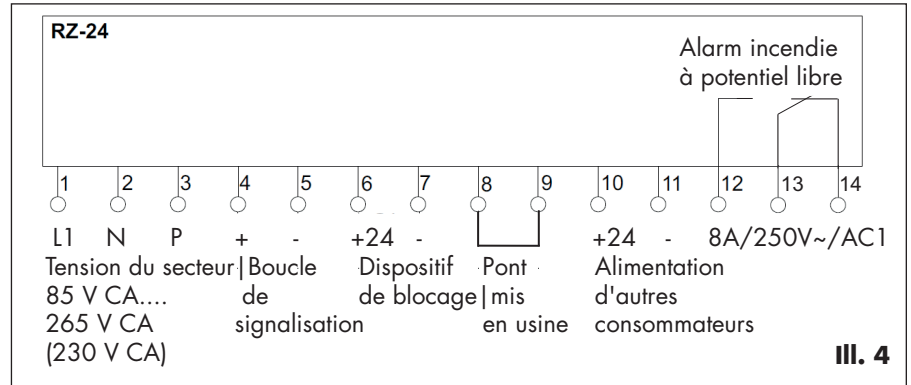 RZ-24
Alarm incendie
à potentiel libre
1 2 3 4 5 6 7 8 9 10 11 12 13 14
L1 N P + - +24 - +24 - 8A/250V~/AC1
Tension du secteur|Boucle Dispositif Pont Alimentation
85 V CA.... de de blocage|mis d'autres
265 V CA signalisation en usine consommateurs
(230 V CA)
Ill. 4